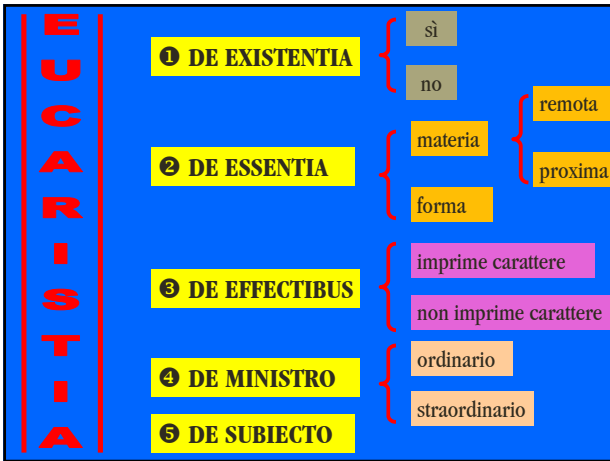 EUCARISTIA
❶ DE EXISTENTIA
sì
no
❷ DE ESSENTIA
materia
remota
proxima
forma
❸ DE EFFECTIBUS
imprime carattere
non imprime carattere
❹ DE MINISTRO
ordinario
straordinario
❺ DE SUBIECTO